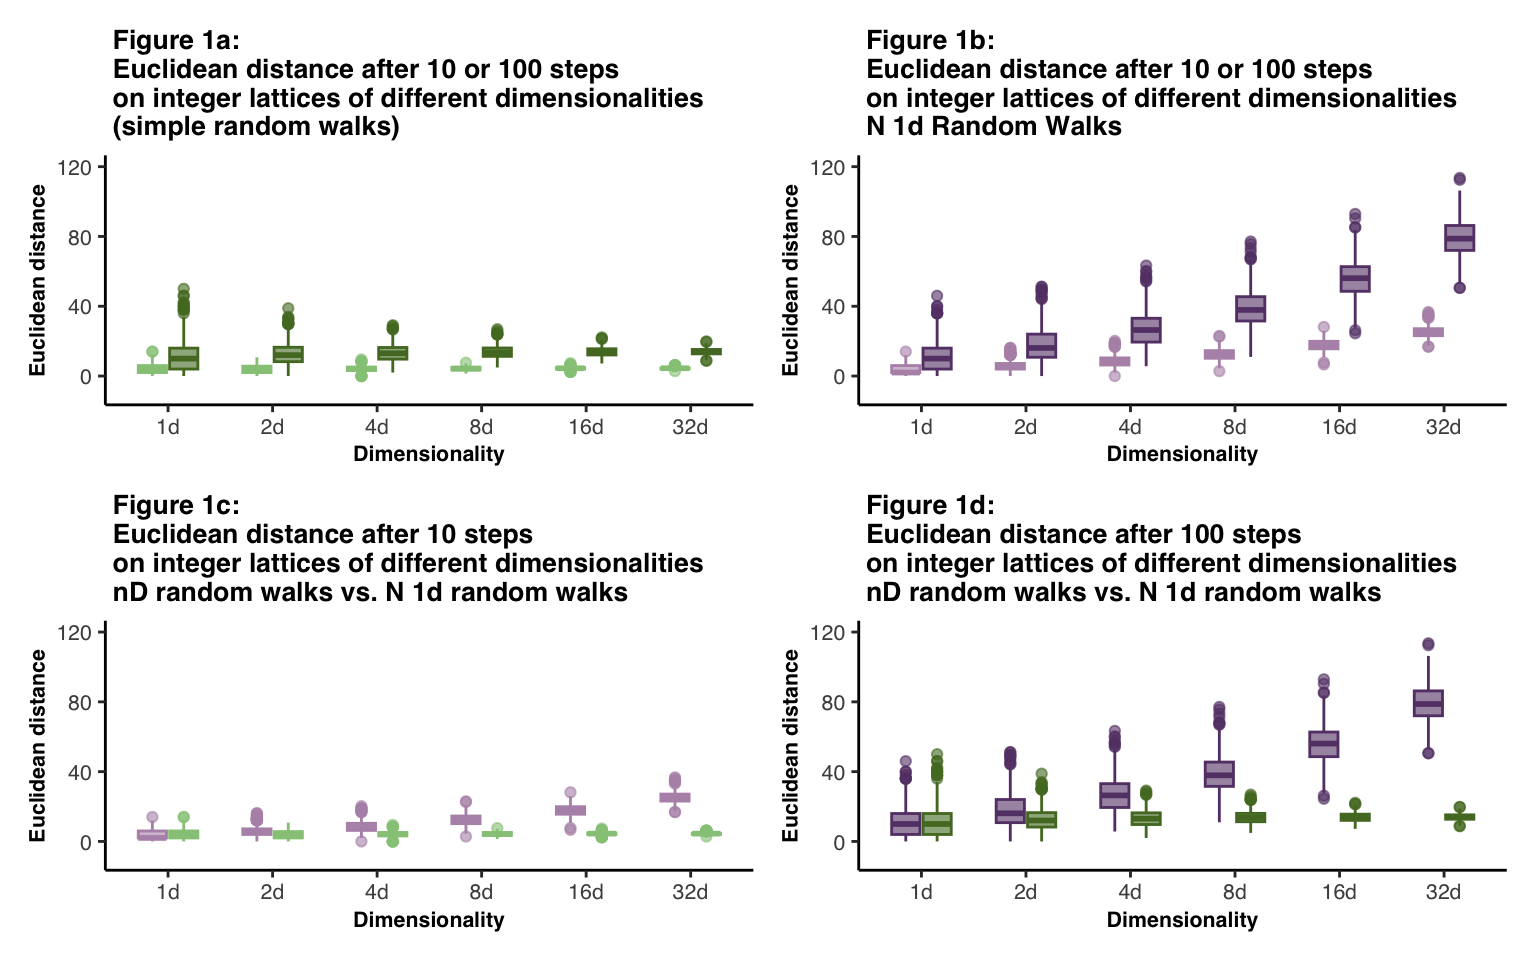 Figure 1a:
Euclidean distance after 10 or 100 steps
on integer lattices of different dimensionalities
(simple random walks)
120
80
40
0
Euclidean distance
1d
2d
4d
8d
16d
32d
Dimensionality
Figure 1b:
Euclidean distance after 10 or 100 steps
on integer lattices of different dimensionalities
N 1d Random Walks
120
80
40
0
Euclidean distance
1d
2d
4d
8d
16d
32d
Dimensionality
Figure 1c:
Euclidean distance after 10 steps
on integer lattices of different dimensionalities
nD random walks vs. N 1d random walks
120
80
40
0
Euclidean distance
1d
2d
4d
8d
16d
32d
Dimensionality
Figure 1d:
Euclidean distance after 100 steps
on integer lattices of different dimensionalities
nD random walks vs. N 1d random walks
120
80
40
0
Euclidean distance
1d
2d
4d
8d
16d
32d
Dimensionality